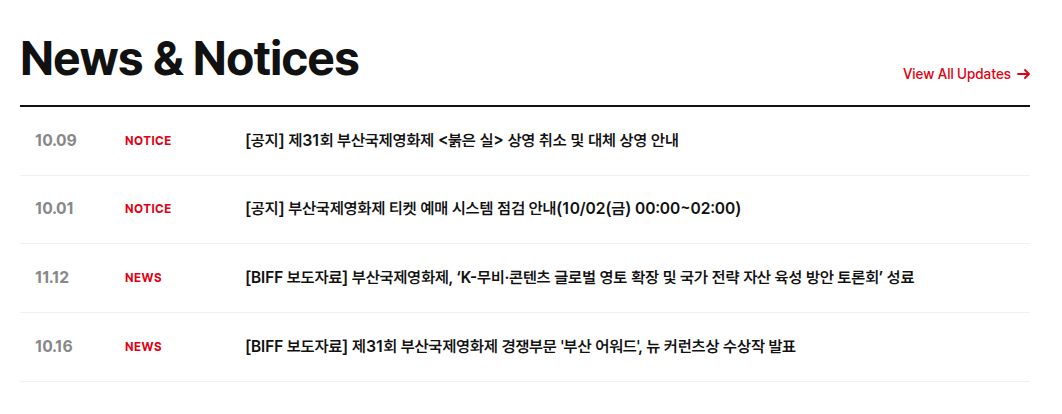 News & Notices
View All Updates →
10.09 NOTICE [공지] 제31회 부산국제영화제 <붉은 실> 상영 취소 및 대체 상영 안내
10.01 NOTICE [공지] 부산국제영화제 티켓 예매 시스템 점검 안내(10/02(금) 00:00~02:00)
11.12 NEWS [BIFF 보도자료] 부산국제영화제, ‘K-무비·콘텐츠 글로벌 영토 확장 및 국가 전략 자산 육성 방안 토론회’ 성료
10.16 NEWS [BIFF 보도자료] 제31회 부산국제영화제 경쟁부문 '부산 어워드', 뉴 커런츠상 수상작 발표